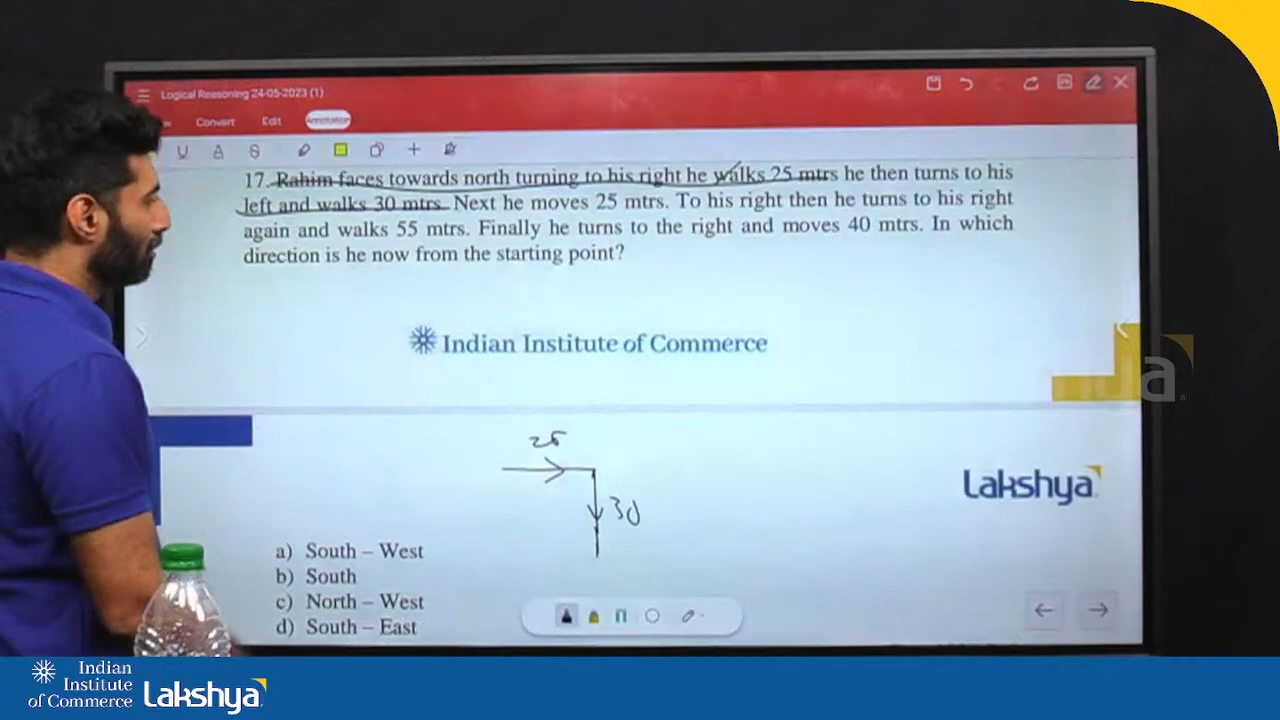 Logical Reasoning 24-05-2023 (1)
Convert Edit Annotation
U A S
17. Rahim faces towards north turning to his right he walks 25 mtrs he then turns to his
left and walks 30 mtrs. Next he moves 25 mtrs. To his right then he turns to his right
again and walks 55 mtrs. Finally he turns to the right and moves 40 mtrs. In which
direction is he now from the starting point?
Indian Institute of Commerce
25
30
Lakshya
a) South – West
b) South
c) North – West
d) South – East
Indian
Institute
of Commerce
Lakshya